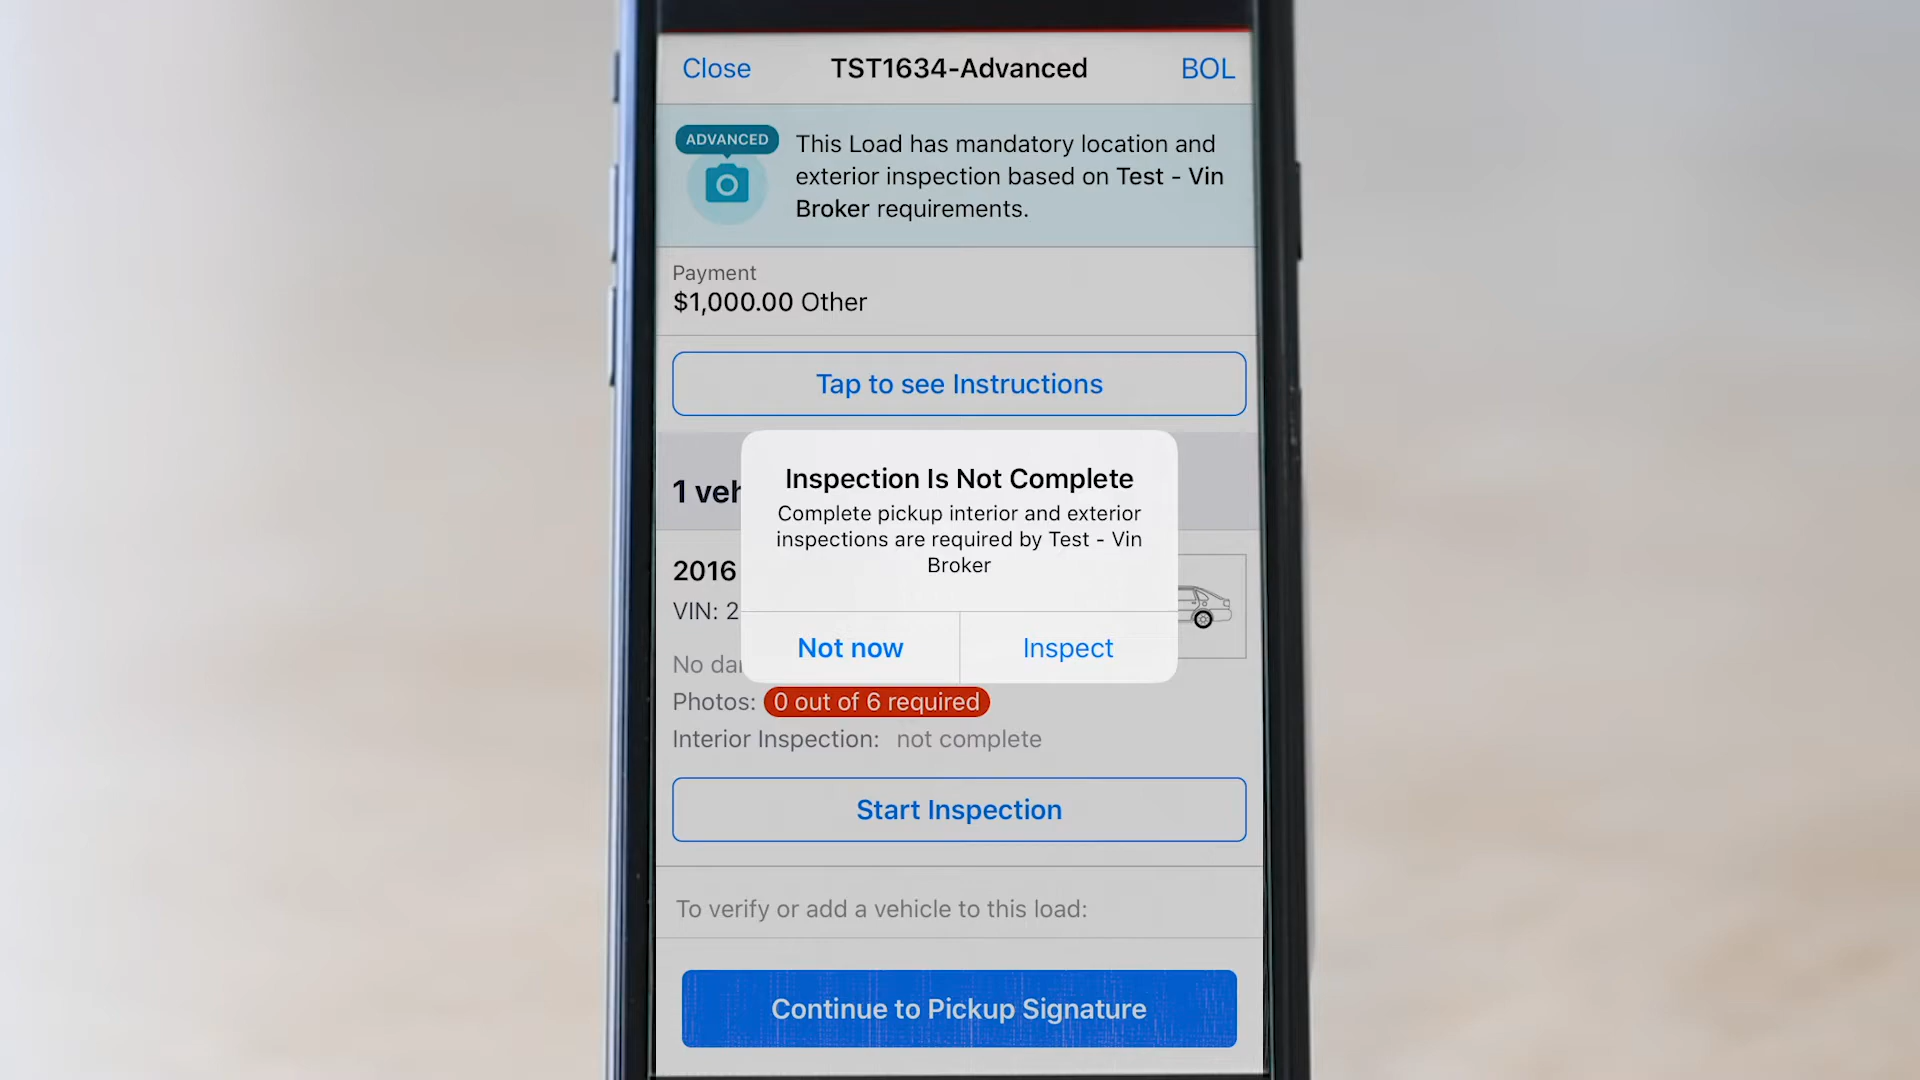 Close
TST1634-Advanced
BOL
ADVANCED
This Load has mandatory location and
exterior inspection based on Test - Vin
Broker requirements.
Payment
$1,000.00 Other
Tap to see Instructions
1 veh
Inspection Is Not Complete
Complete pickup interior and exterior
inspections are required by Test - Vin
Broker
Not now
Inspect
2016
VIN: 2
No dar
Photos: 0 out of 6 required
Interior Inspection: not complete
Start Inspection
To verify or add a vehicle to this load:
Continue to Pickup Signature